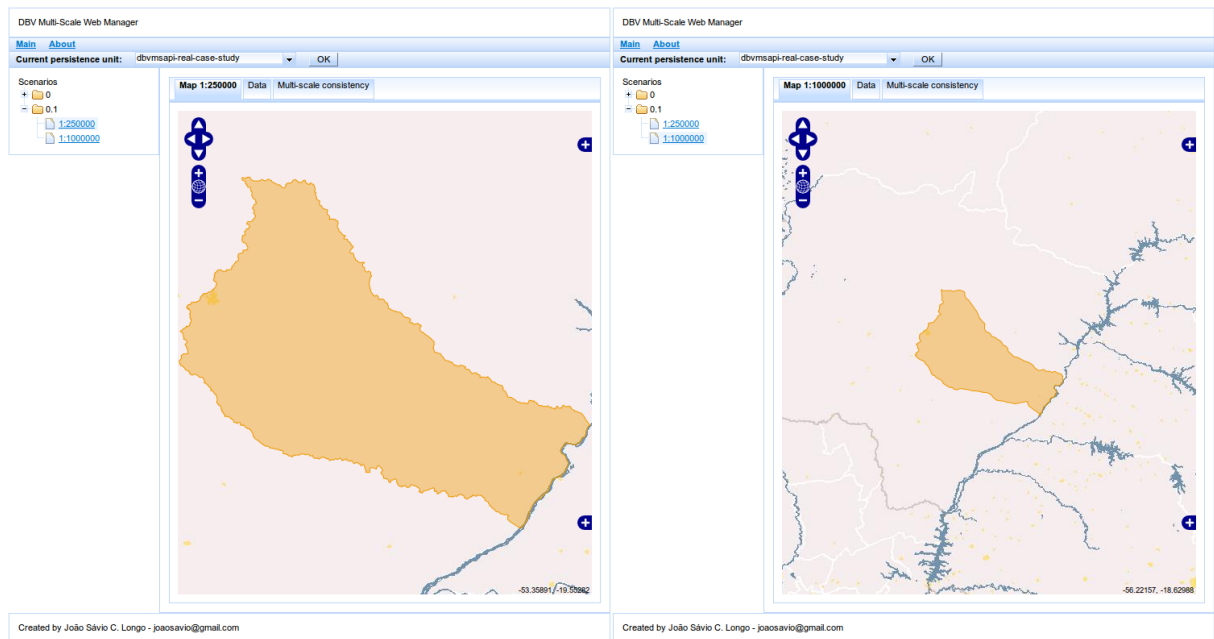 DBV Multi-Scale Web Manager
Main About
Current persistence unit: dbvmsapi-real-case-study OK
Scenarios
0
0.1
1:250000
1:1000000
Map 1:250000 Data Multi-scale consistency
-53.35891, -19.50282
Created by João Sávio C. Longo - joaosavio@gmail.com
DBV Multi-Scale Web Manager
Main About
Current persistence unit: dbvmsapi-real-case-study OK
Scenarios
0
0.1
1:250000
1:1000000
Map 1:1000000 Data Multi-scale consistency
-56.22157, -18.62988
Created by João Sávio C. Longo - joaosavio@gmail.com